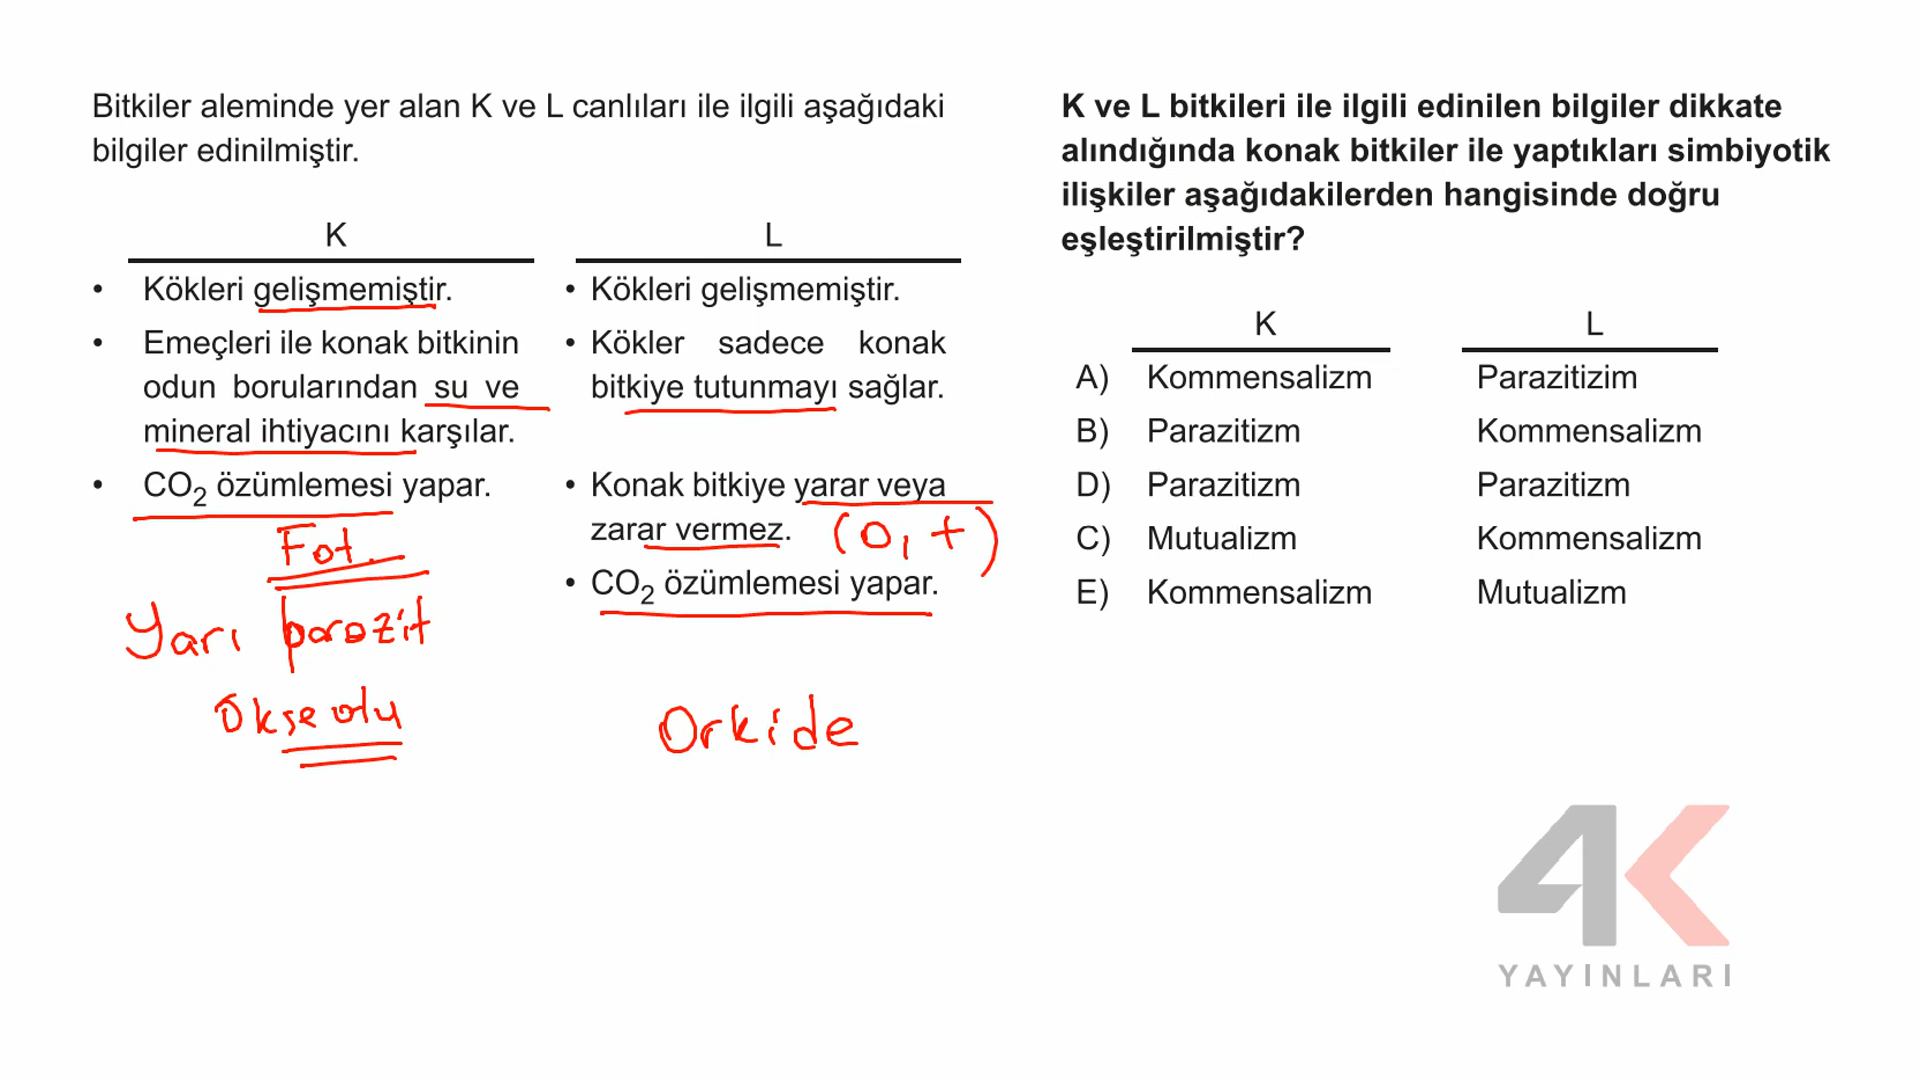 Bitkiler aleminde yer alan K ve L canlıları ile ilgili aşağıdaki
bilgiler edinilmiştir.
K
• Kökleri gelişmemiştir.
• Emeçleri ile konak bitkinin
odun borularından su ve
mineral ihtiyacını karşılar.
• CO₂ özümlemesi yapar.
Fot.
Yarı parazit
Ökse otu
L
• Kökleri gelişmemiştir.
• Kökler sadece konak
bitkiye tutunmayı sağlar.
• Konak bitkiye yarar veya
zarar vermez. (0, +)
• CO₂ özümlemesi yapar.
Orkide
K ve L bitkileri ile ilgili edinilen bilgiler dikkate
alındığında konak bitkiler ile yaptıkları simbiyotik
ilişkiler aşağıdakilerden hangisinde doğru
eşleştirilmiştir?
K L
A) Kommensalizm Parazitizim
B) Parazitizm Kommensalizm
D) Parazitizm Parazitizm
C) Mutualizm Kommensalizm
E) Kommensalizm Mutualizm
4K
YAYINLARI